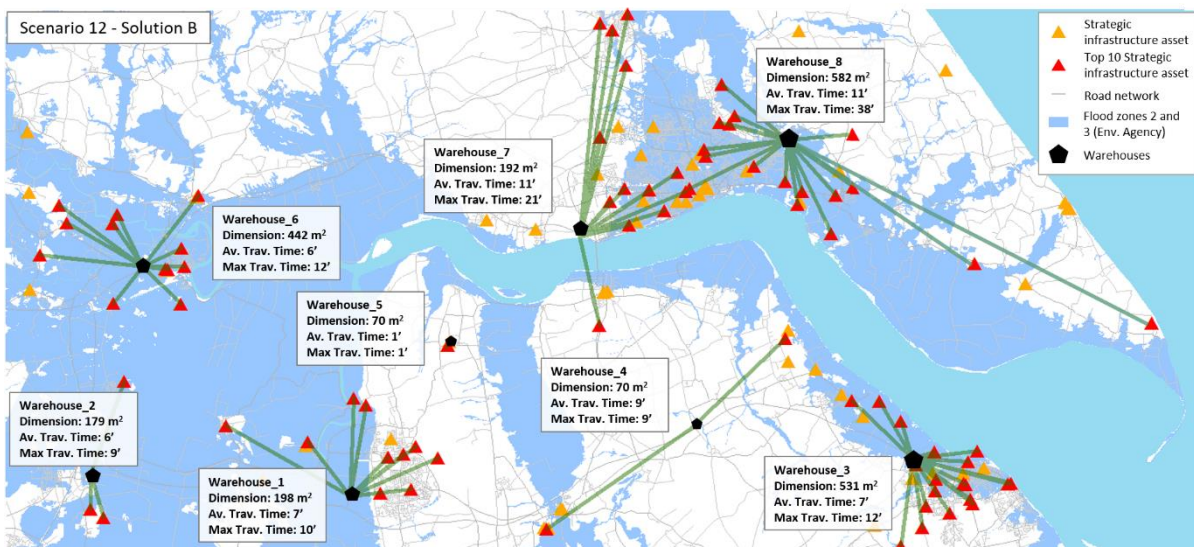 Scenario 12 - Solution B
Strategic
infrastructure asset
Top 10 Strategic
infrastructure asset
Road network
Flood zones 2 and
3 (Env. Agency)
Warehouses
Warehouse_8
Dimension: 582 m²
Av. Trav. Time: 11’
Max Trav. Time: 38’
Warehouse_7
Dimension: 192 m²
Av. Trav. Time: 11’
Max Trav. Time: 21’
Warehouse_6
Dimension: 442 m²
Av. Trav. Time: 6’
Max Trav. Time: 12’
Warehouse_5
Dimension: 70 m²
Av. Trav. Time: 1’
Max Trav. Time: 1’
Warehouse_4
Dimension: 70 m²
Av. Trav. Time: 9’
Max Trav. Time: 9’
Warehouse_2
Dimension: 179 m²
Av. Trav. Time: 6’
Max Trav. Time: 9’
Warehouse_1
Dimension: 198 m²
Av. Trav. Time: 7’
Max Trav. Time: 10’
Warehouse_3
Dimension: 531 m²
Av. Trav. Time: 7’
Max Trav. Time: 12’